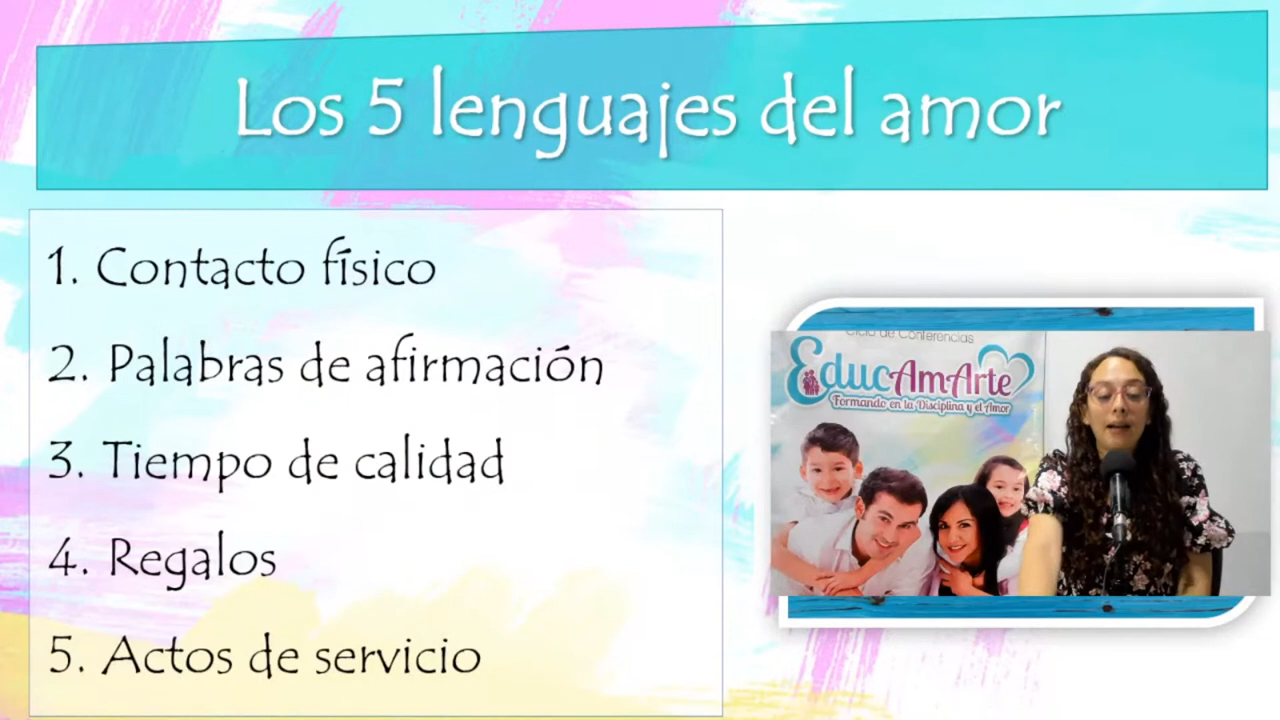 Los 5 lenguajes del amor
1. Contacto físico
2. Palabras de afirmación
3. Tiempo de calidad
4. Regalos
5. Actos de servicio
Ciclo de Conferencias
EducAmArte
Formando en la Disciplina y el Amor